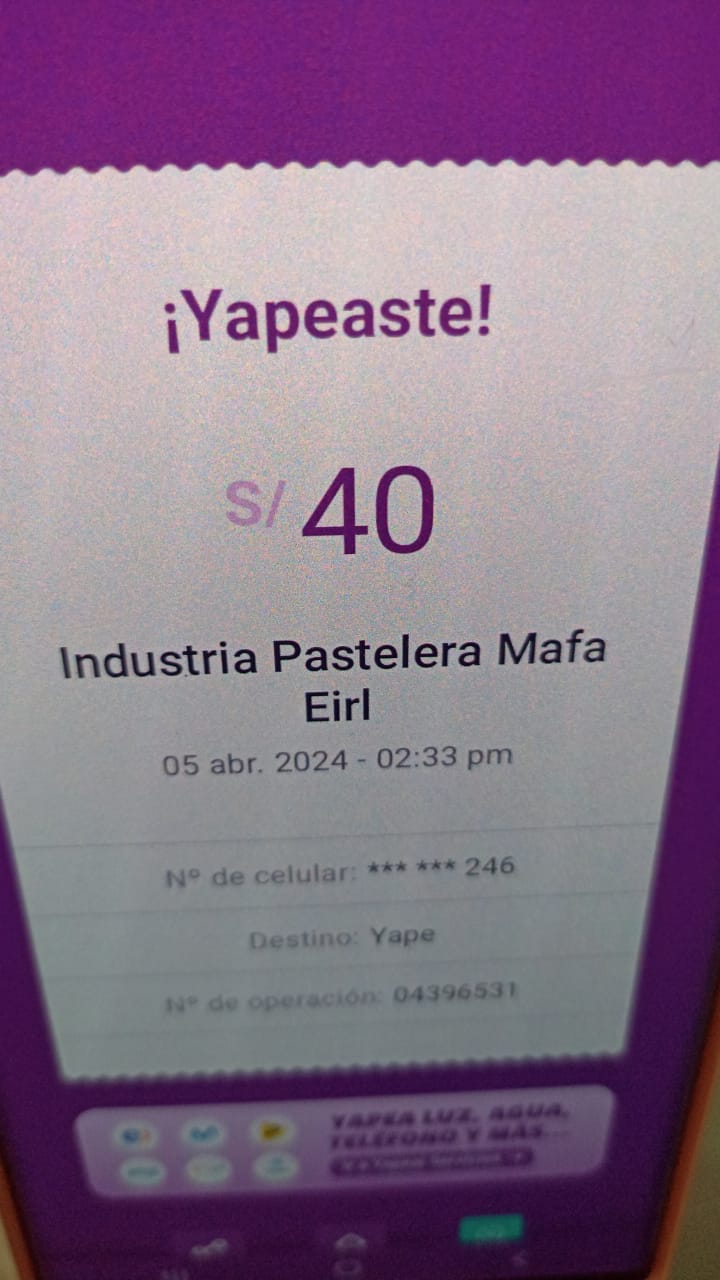 ¡Yapeaste!
S/ 40
Industria Pastelera Mafa
Eirl
05 abr. 2024 - 02:33 pm
Nº de celular: *** *** 246
Destino: Yape
Nº de operación: 04396531
YAPEA LUZ, AGUA,
TELÉFONO Y MÁS...